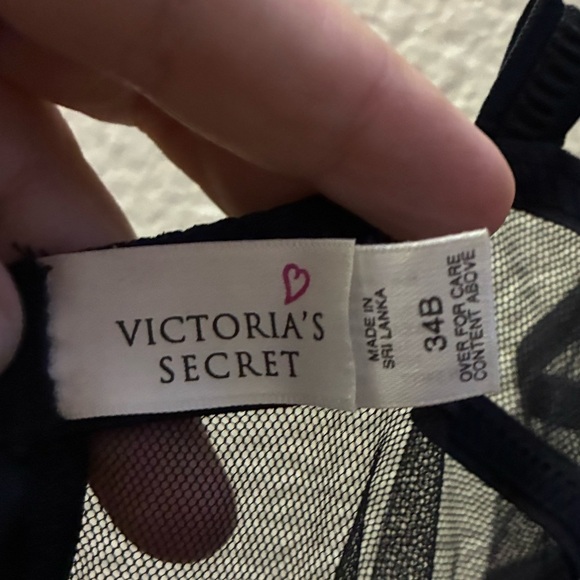 VICTORIA'S
SECRET
MADE IN
SRI LANKA
34B
OVER FOR CARE
CONTENT ABOVE